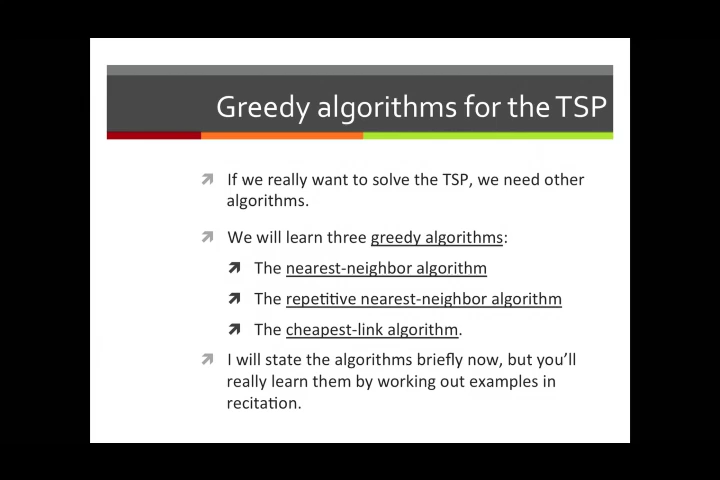 Greedy algorithms for the TSP
If we really want to solve the TSP, we need other
algorithms.
We will learn three greedy algorithms:
The nearest-neighbor algorithm
The repetitive nearest-neighbor algorithm
The cheapest-link algorithm.
I will state the algorithms briefly now, but you’ll
really learn them by working out examples in
recitation.